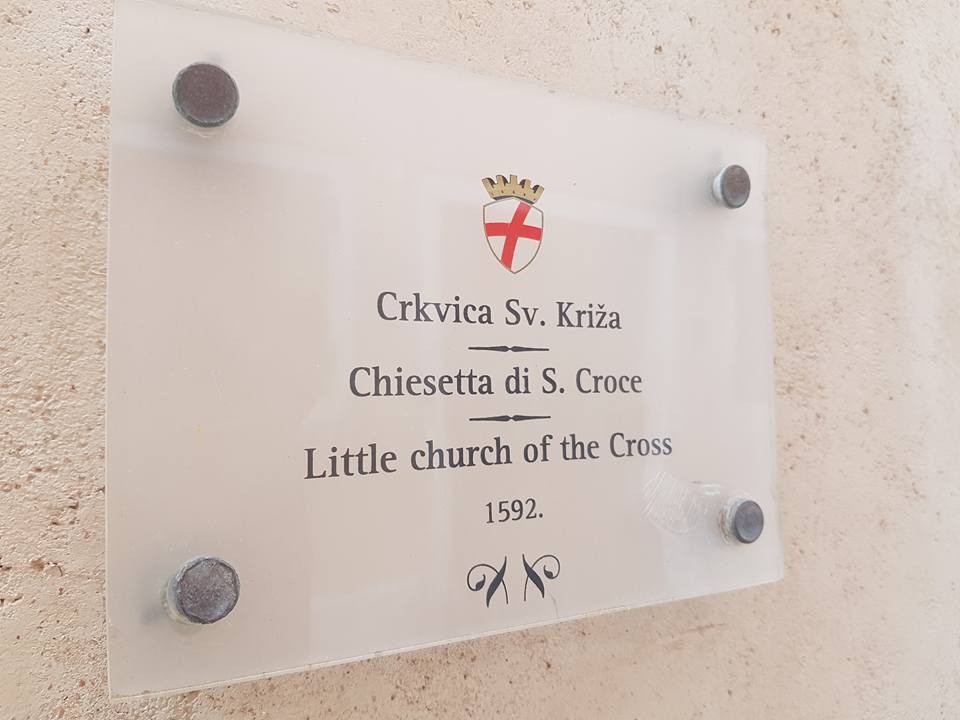 Crkvica Sv. Križa
Chiesetta di S. Croce
Little church of the Cross
1592.